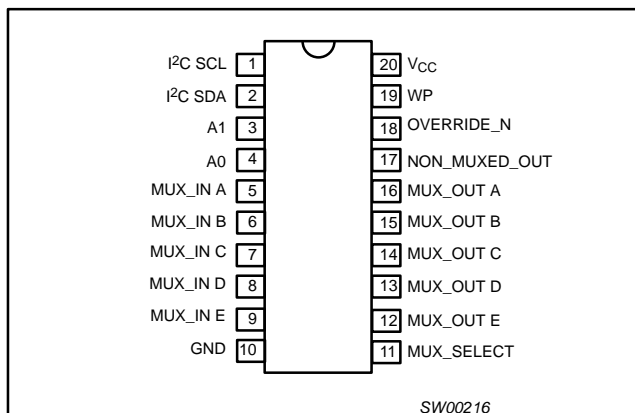 I²C SCL 1 20 VCC
I²C SDA 2 19 WP
A1 3 18 OVERRIDE_N
A0 4 17 NON_MUXED_OUT
MUX_IN A 5 16 MUX_OUT A
MUX_IN B 6 15 MUX_OUT B
MUX_IN C 7 14 MUX_OUT C
MUX_IN D 8 13 MUX_OUT D
MUX_IN E 9 12 MUX_OUT E
GND 10 11 MUX_SELECT
SW00216